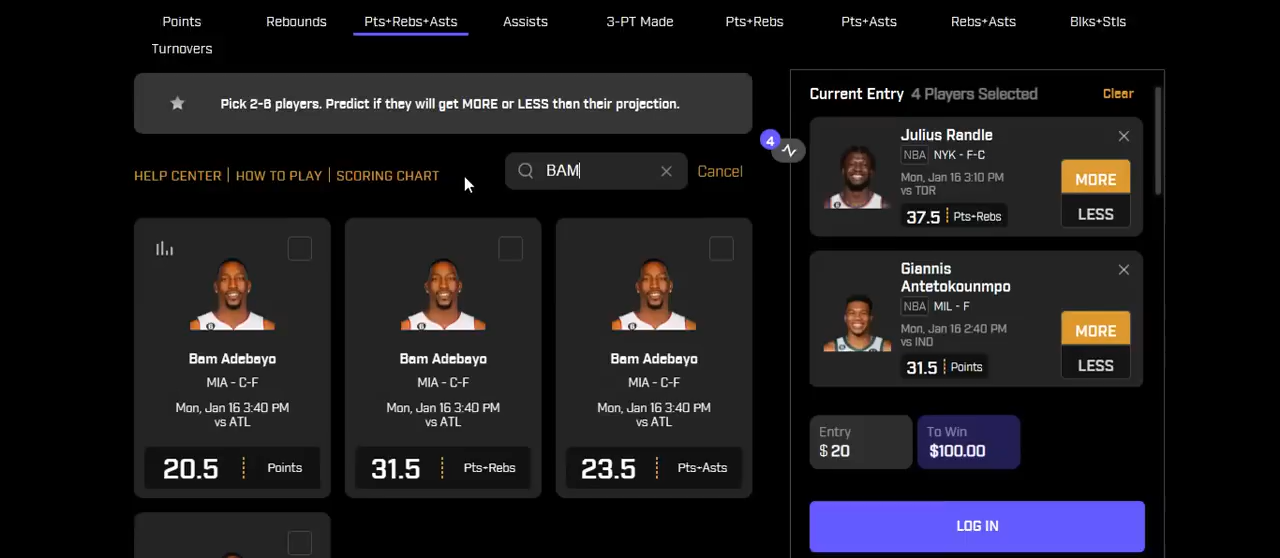 Points Rebounds Pts+Rebs+Asts Assists 3-PT Made Pts+Rebs Pts+Asts Rebs+Asts Blks+Stls
Turnovers
Pick 2-6 players. Predict if they will get MORE or LESS than their projection.
HELP CENTER | HOW TO PLAY | SCORING CHART
BAM
Cancel
Bam Adebayo
MIA - C-F
Mon, Jan 16 3:40 PM
vs ATL
20.5 Points
Bam Adebayo
MIA - C-F
Mon, Jan 16 3:40 PM
vs ATL
31.5 Pts+Rebs
Bam Adebayo
MIA - C-F
Mon, Jan 16 3:40 PM
vs ATL
23.5 Pts+Asts
4
Current Entry 4 Players Selected Clear
Julius Randle
NBA NYK - F-C
Mon, Jan 16 3:10 PM
vs TOR
37.5 Pts+Rebs
MORE
LESS
Giannis
Antetokounmpo
NBA MIL - F
Mon, Jan 16 2:40 PM
vs IND
31.5 Points
MORE
LESS
Entry
$ 20
To Win
$100.00
LOG IN